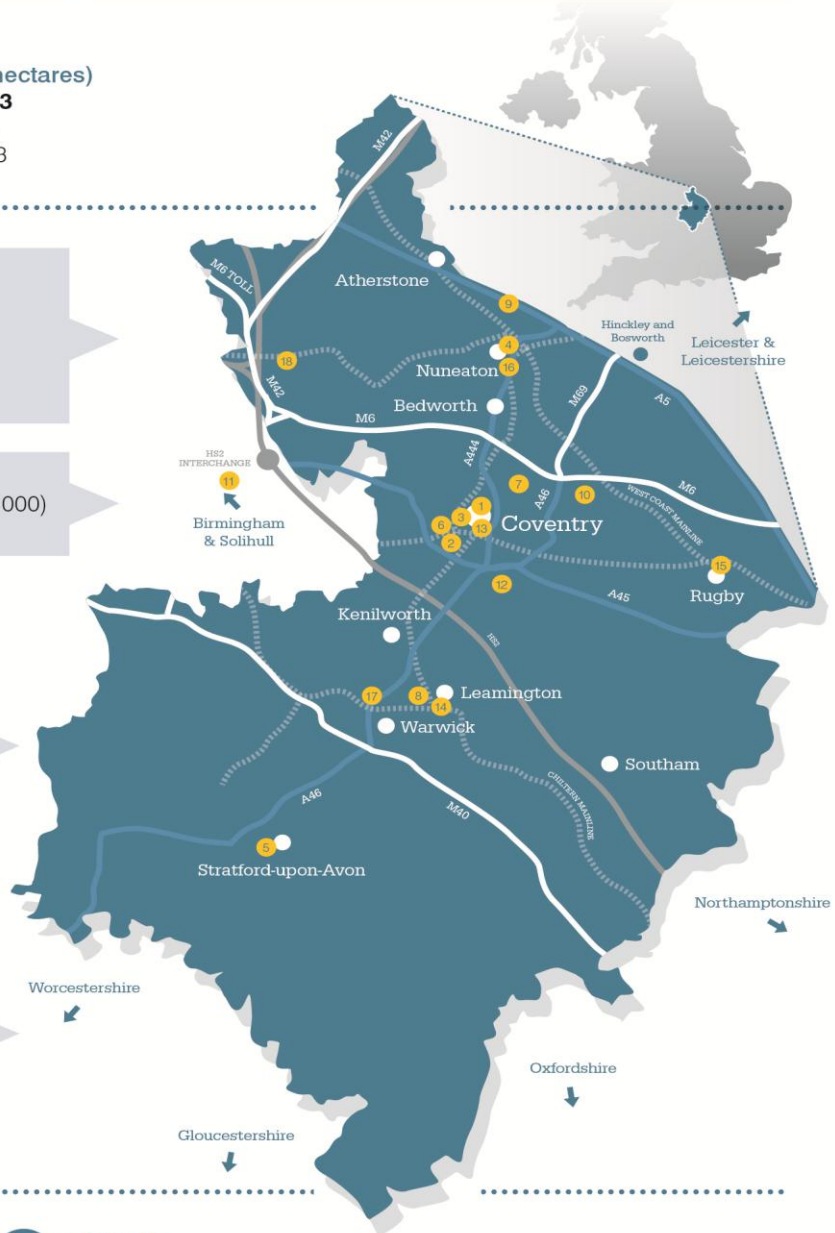 hectares)
3
3
M42
M6 TOLL
Atherstone
9
Hinckley and
Bosworth
Leicester &
Leicestershire
4
18
Nuneaton
16
M42
Bedworth
M69
A5
M6
A444
HS2
INTERCHANGE
11
000)
7
A46
10
M6
WEST COAST MAINLINE
Birmingham
& Solihull
1
3
6
13
Coventry
2
12
15
Rugby
A45
Kenilworth
HS2
17
8
Leamington
14
Warwick
Southam
CHILTERN MAINLINE
A46
M40
5
Stratford-upon-Avon
Northamptonshire
Worcestershire
Oxfordshire
Gloucestershire